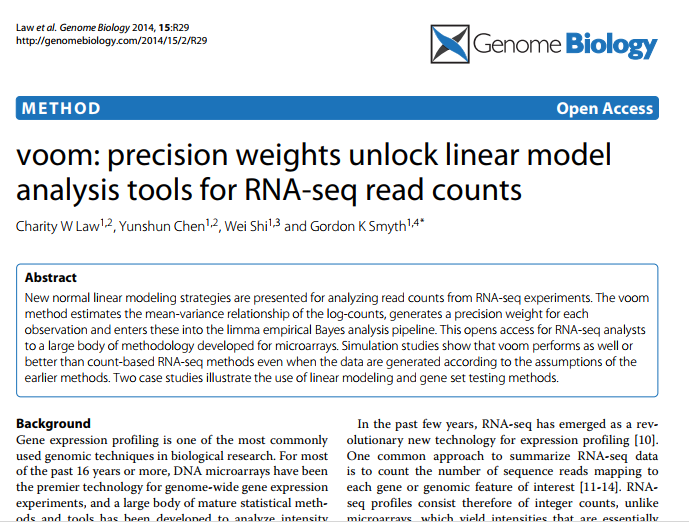 Law et al. Genome Biology 2014, 15:R29
http://genomebiology.com/2014/15/2/R29
Genome Biology
METHOD
Open Access
voom: precision weights unlock linear model
analysis tools for RNA-seq read counts
Charity W Law1,2, Yunshun Chen1,2, Wei Shi1,3 and Gordon K Smyth1,4*
Abstract
New normal linear modeling strategies are presented for analyzing read counts from RNA-seq experiments. The voom
method estimates the mean-variance relationship of the log-counts, generates a precision weight for each
observation and enters these into the limma empirical Bayes analysis pipeline. This opens access for RNA-seq analysts
to a large body of methodology developed for microarrays. Simulation studies show that voom performs as well or
better than count-based RNA-seq methods even when the data are generated according to the assumptions of the
earlier methods. Two case studies illustrate the use of linear modeling and gene set testing methods.
Background
Gene expression profiling is one of the most commonly
used genomic techniques in biological research. For most
of the past 16 years or more, DNA microarrays have been
the premier technology for genome-wide gene expression
experiments, and a large body of mature statistical meth-
ods and tools has been developed to analyze intensity
In the past few years, RNA-seq has emerged as a rev-
olutionary new technology for expression profiling [10].
One common approach to summarize RNA-seq data
is to count the number of sequence reads mapping to
each gene or genomic feature of interest [11-14]. RNA-
seq profiles consist therefore of integer counts, unlike
microarrays, which yield intensities that are essentially